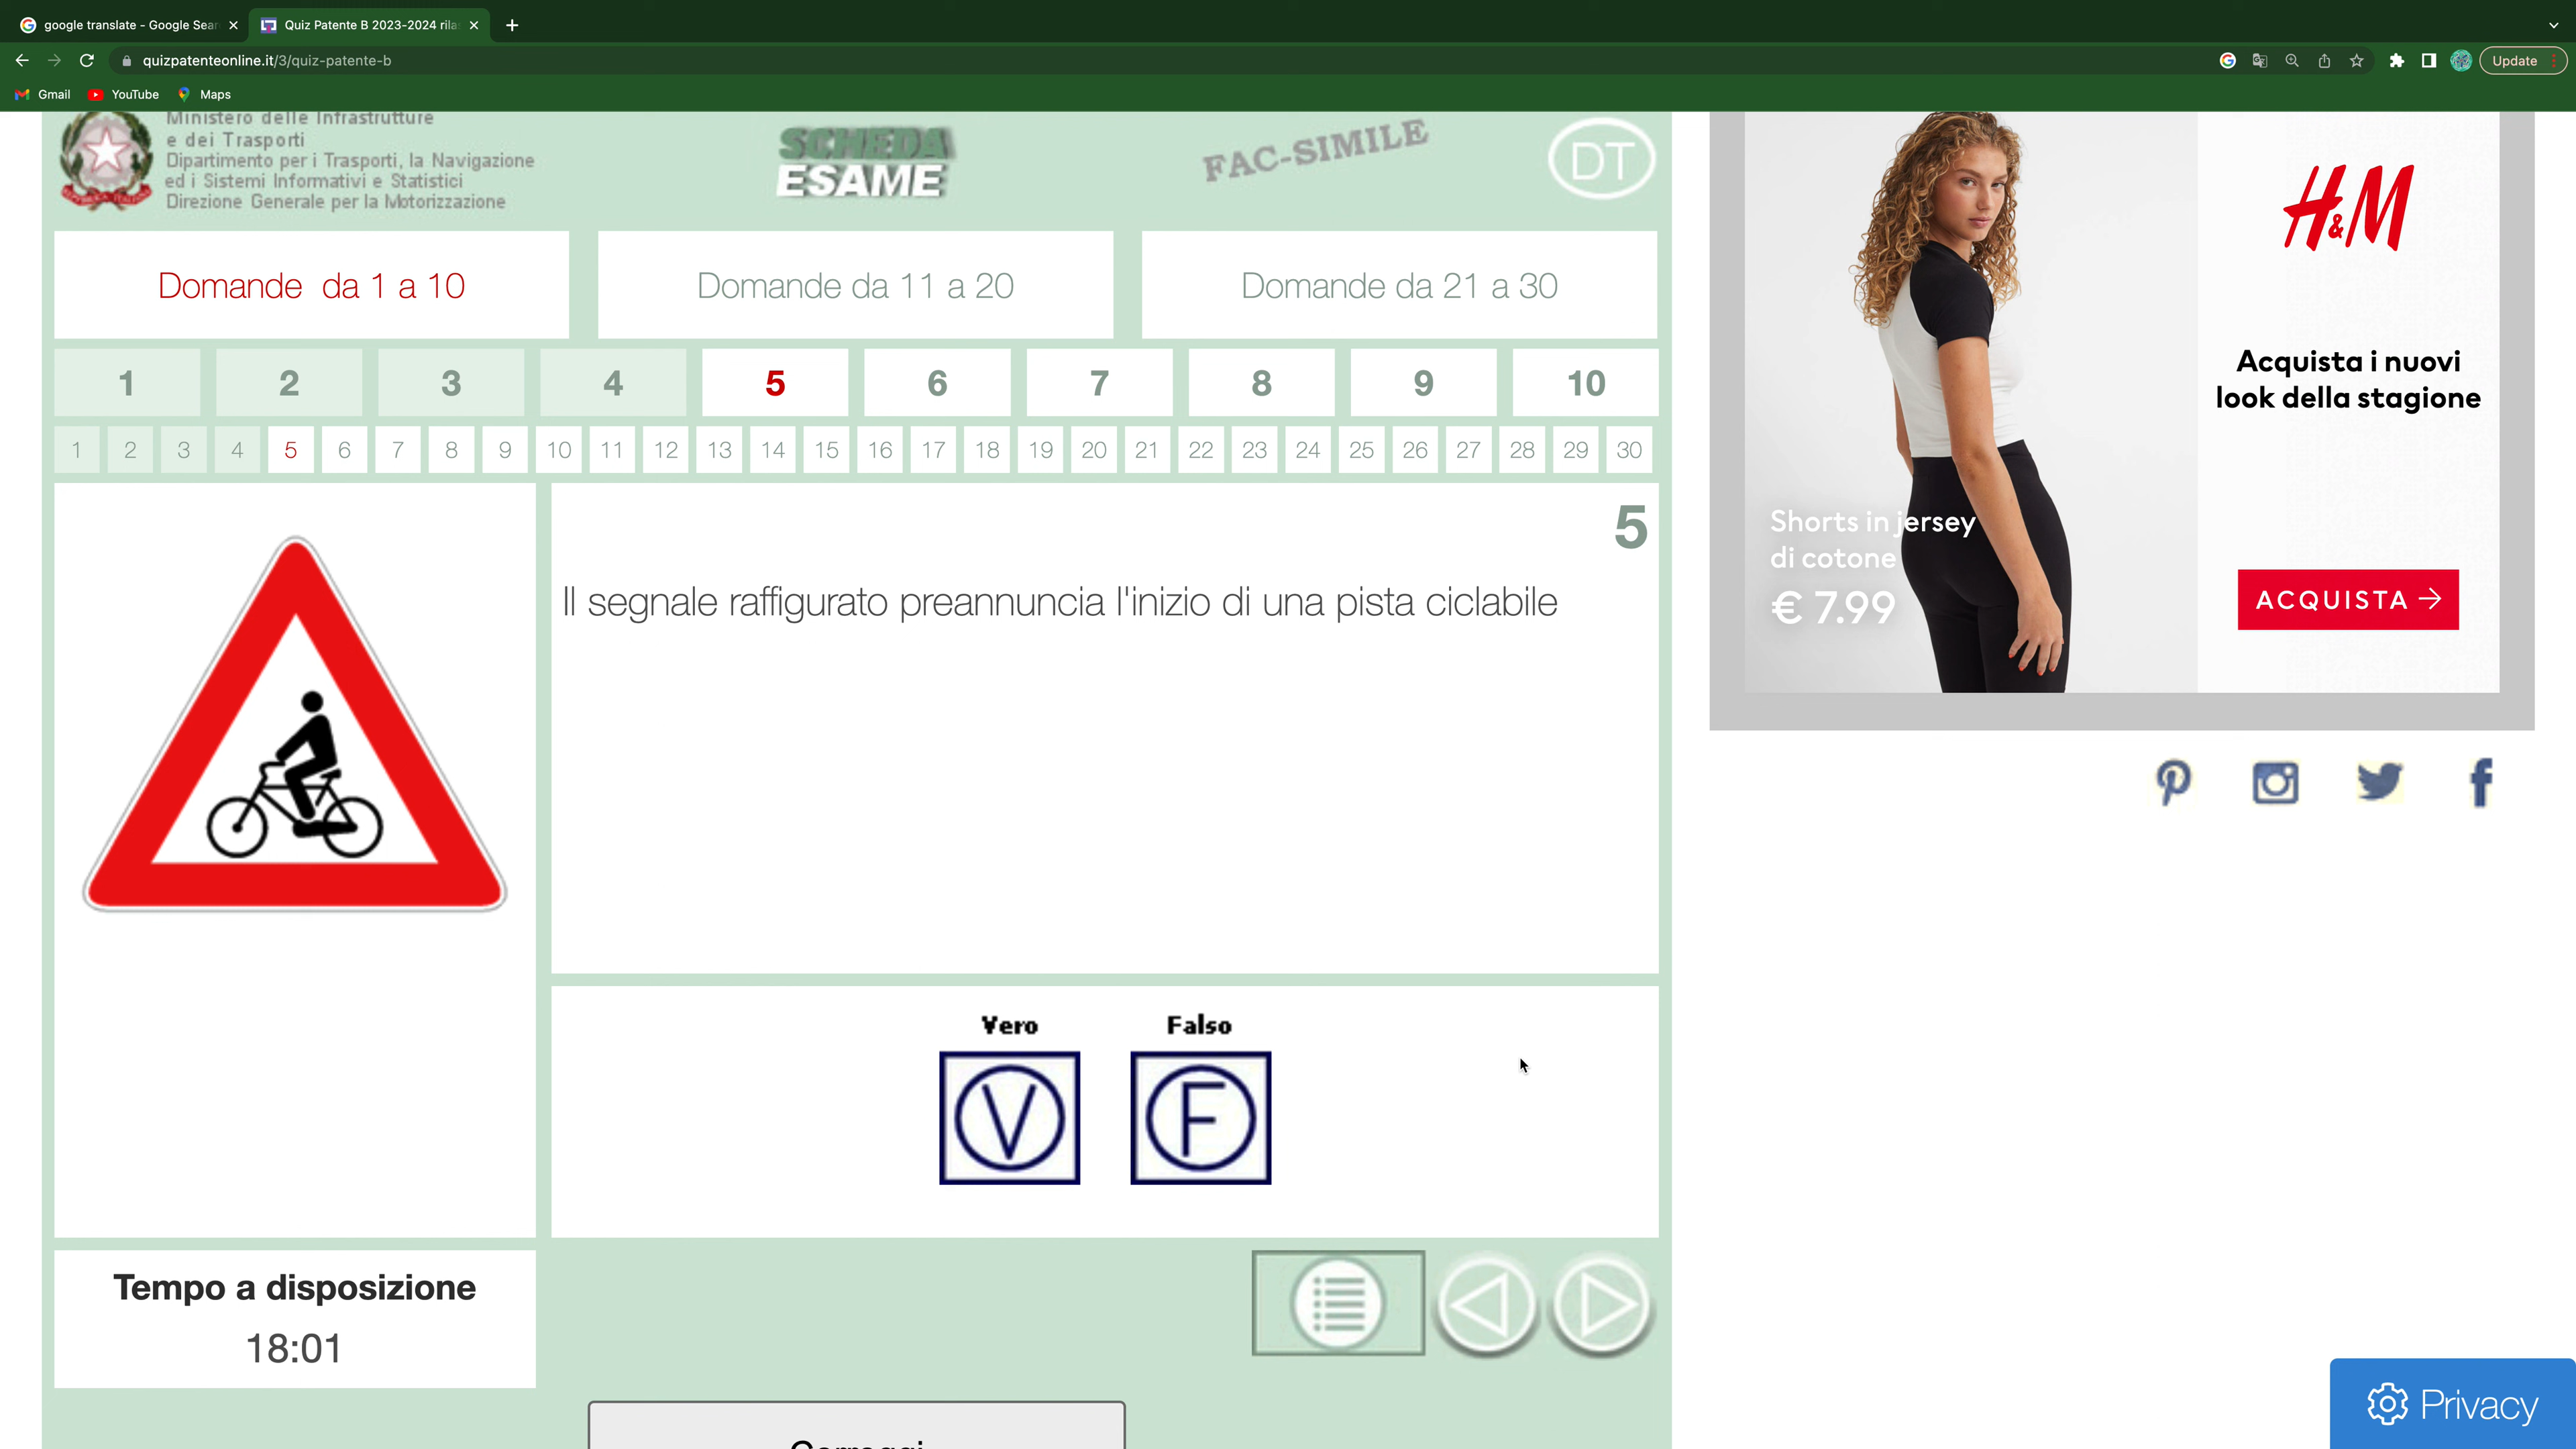 google translate - Google Sear
Quiz Patente B 2023-2024 rila
quizpatenteonline.it/3/quiz-patente-b
Update
Gmail
YouTube
Maps
Ministero delle Infrastrutture
e dei Trasporti
Dipartimento per i Trasporti, la Navigazione
ed i Sistemi Informativi e Statistici
Direzione Generale per la Motorizzazione
SCHEDA
ESAME
FAC-SIMILE
DT
Domande da 1 a 10
Domande da 11 a 20
Domande da 21 a 30
1 2 3 4 5 6 7 8 9 10
1 2 3 4 5 6 7 8 9 10 11 12 13 14 15 16 17 18 19 20 21 22 23 24 25 26 27 28 29 30
5
Il segnale raffigurato preannuncia l'inizio di una pista ciclabile
Vero
Falso
V
F
Tempo a disposizione
18:01
H&M
Acquista i nuovi
look della stagione
Shorts in jersey
di cotone
€ 7.99
ACQUISTA
Privacy